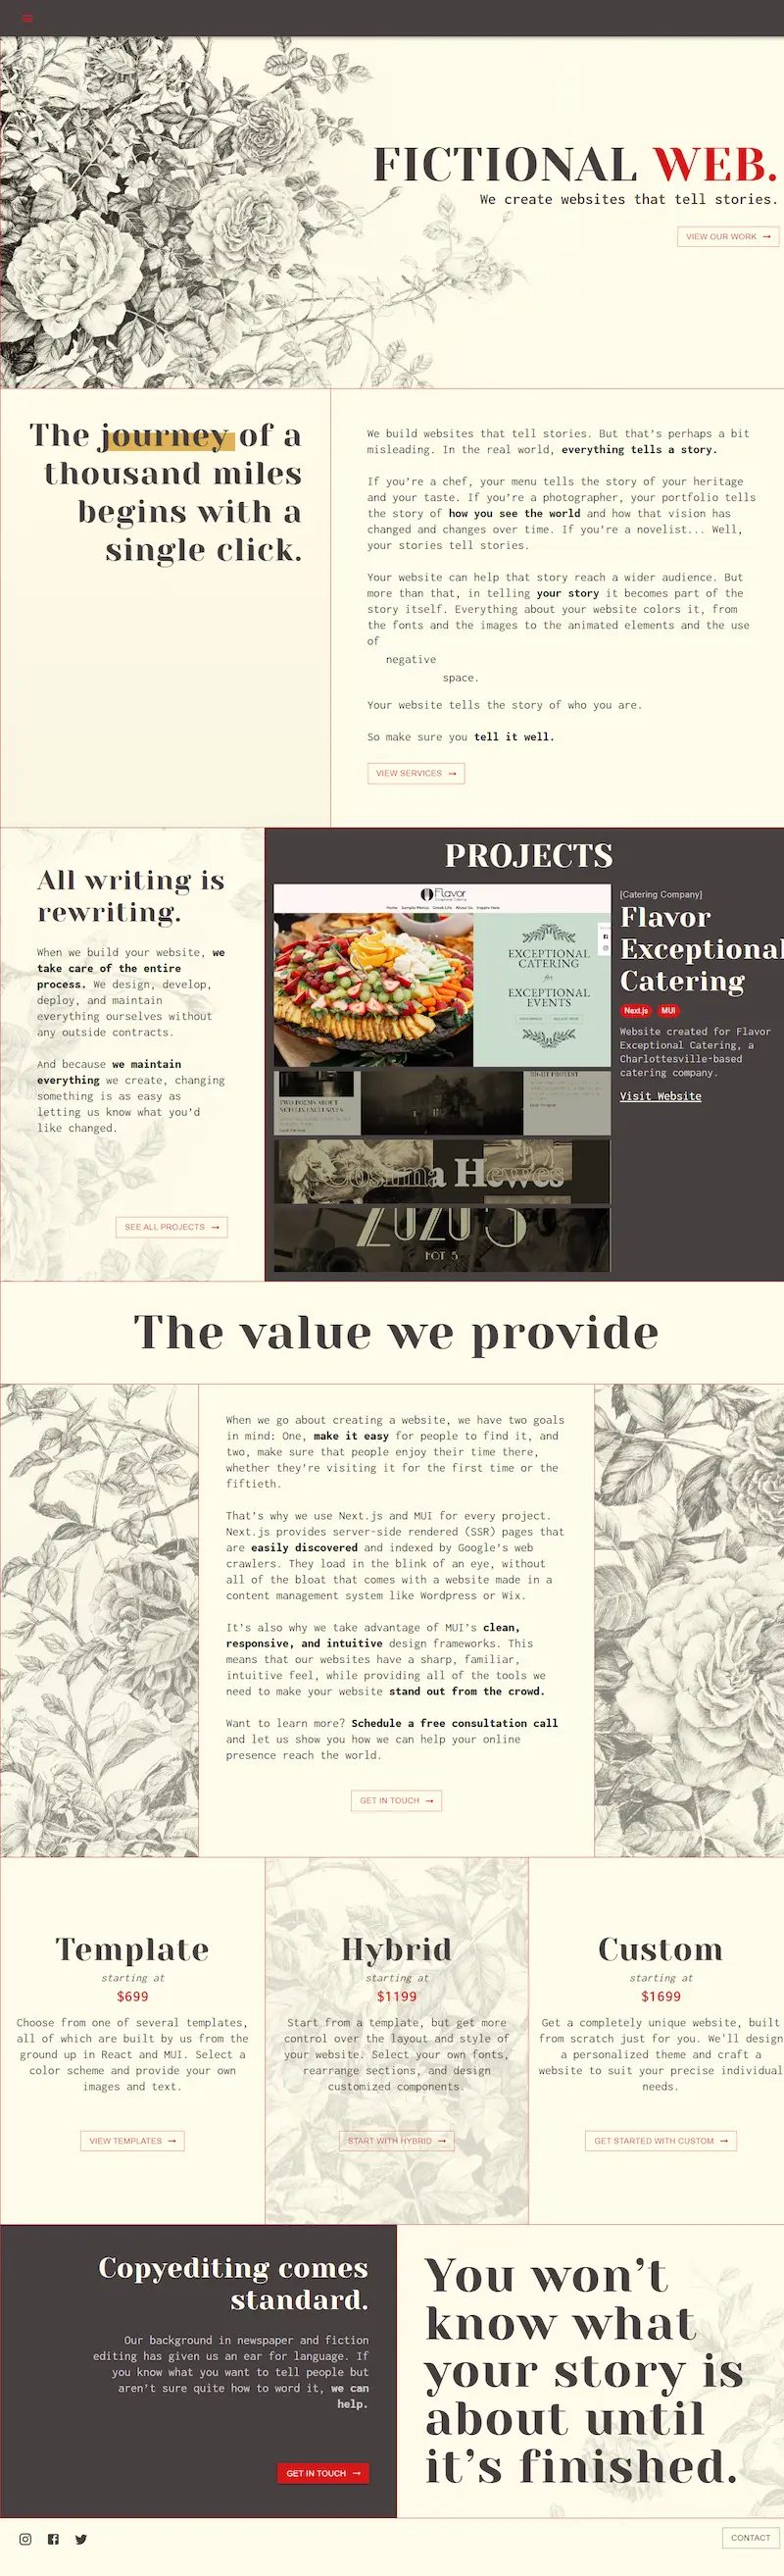 FICTIONAL WEB.
We create websites that tell stories.
VIEW OUR WORK →
The journey of a
thousand miles
begins with a
single click.
We build websites that tell stories. But that's perhaps a bit
misleading. In the real world, everything tells a story.
If you're a chef, your menu tells the story of your heritage
and your taste. If you're a photographer, your portfolio tells
the story of how you see the world and how that vision has
changed and changes over time. If you're a novelist... Well,
your stories tell stories.
Your website can help that story reach a wider audience. But
more than that, in telling your story it becomes part of the
story itself. Everything about your website colors it, from
the fonts and the images to the animated elements and the use
of
negative
space.
Your website tells the story of who you are.
So make sure you tell it well.
VIEW SERVICES →
All writing is
rewriting.
When we build your website, we
take care of the entire
process. We design, develop,
deploy, and maintain
everything ourselves without
any outside contracts.
And because we maintain
everything we create, changing
something is as easy as
letting us know what you'd
like changed.
SEE ALL PROJECTS →
PROJECTS
Flavor
Exceptional Catering
Home Sample Menus Greek Life About Us Inquire Here
EXCEPTIONAL
CATERING
for
EXCEPTIONAL
EVENTS
TWO POEMS ABOUT
NETFLIX EXCLUSIVES
RIGHT PROTEST
Cosima Hewes
ZUZU'S
HOT 5
[Catering Company]
Flavor
Exceptional
Catering
Next.js MUI
Website created for Flavor
Exceptional Catering, a
Charlottesville-based
catering company.
Visit Website
The value we provide
When we go about creating a website, we have two goals
in mind: One, make it easy for people to find it, and
two, make sure that people enjoy their time there,
whether they're visiting it for the first time or the
fiftieth.
That's why we use Next.js and MUI for every project.
Next.js provides server-side rendered (SSR) pages that
are easily discovered and indexed by Google's web
crawlers. They load in the blink of an eye, without
all of the bloat that comes with a website made in a
content management system like Wordpress or Wix.
It's also why we take advantage of MUI's clean,
responsive, and intuitive design frameworks. This
means that our websites have a sharp, familiar,
intuitive feel, while providing all of the tools we
need to make your website stand out from the crowd.
Want to learn more? Schedule a free consultation call
and let us show you how we can help your online
presence reach the world.
GET IN TOUCH →
Template
starting at
$699
Choose from one of several templates,
all of which are built by us from the
ground up in React and MUI. Select a
color scheme and provide your own
images and text.
VIEW TEMPLATES →
Hybrid
starting at
$1199
Start from a template, but get more
control over the layout and style of
your website. Select your own fonts,
rearrange sections, and design
customized components.
START WITH HYBRID →
Custom
starting at
$1699
Get a completely unique website, built
from scratch just for you. We'll design
a personalized theme and craft a
website to suit your precise individual
needs.
GET STARTED WITH CUSTOM →
Copyediting comes
standard.
Our background in newspaper and fiction
editing has given us an ear for language. If
you know what you want to tell people but
aren't sure quite how to word it, we can
help.
GET IN TOUCH →
You won't
know what
your story is
about until
it's finished.
CONTACT